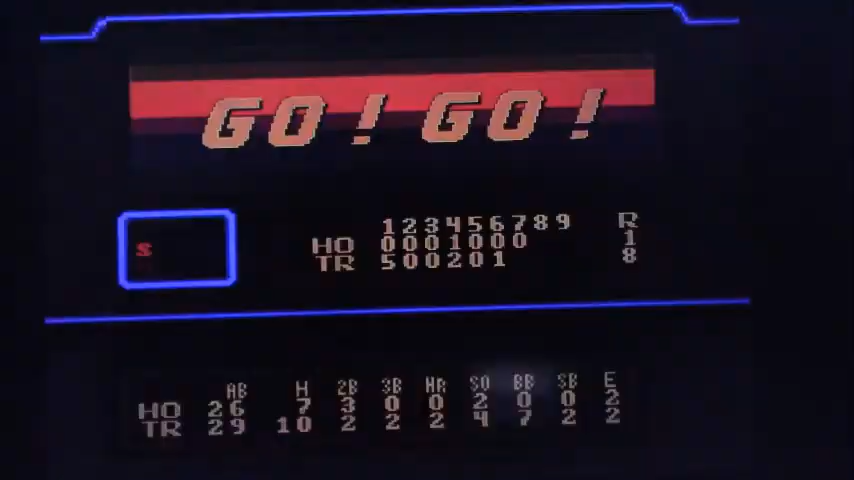 GO! GO!
123456789 R
S
HO 0001000 1
TR 500201 8
AB H 2B 3B HR SO BB SB E
HO 26 7 3 0 0 2 0 0 2
TR 29 10 2 2 2 4 7 2 2